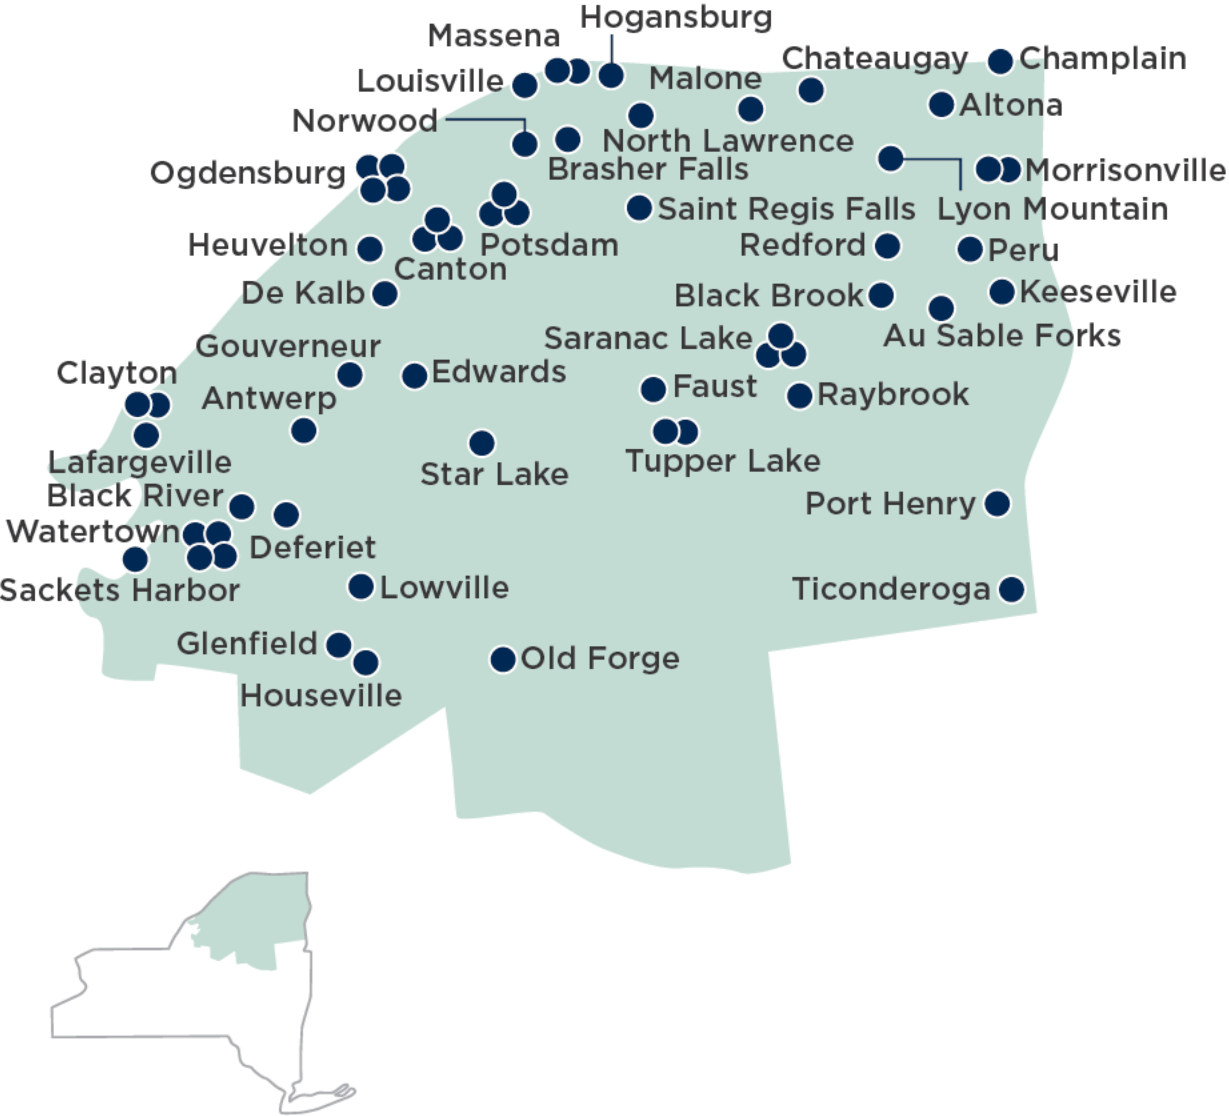 Hogansburg
Massena
Chateaugay
Champlain
Louisville
Malone
Altona
Norwood
North Lawrence
Brasher Falls
Ogdensburg
Morrisonville
Saint Regis Falls
Lyon Mountain
Heuvelton
Potsdam
Redford
Peru
Canton
De Kalb
Black Brook
Keeseville
Au Sable Forks
Saranac Lake
Gouverneur
Clayton
Edwards
Faust
Raybrook
Antwerp
Lafargeville
Star Lake
Tupper Lake
Black River
Port Henry
Watertown
Deferiet
Sackets Harbor
Lowville
Ticonderoga
Glenfield
Old Forge
Houseville